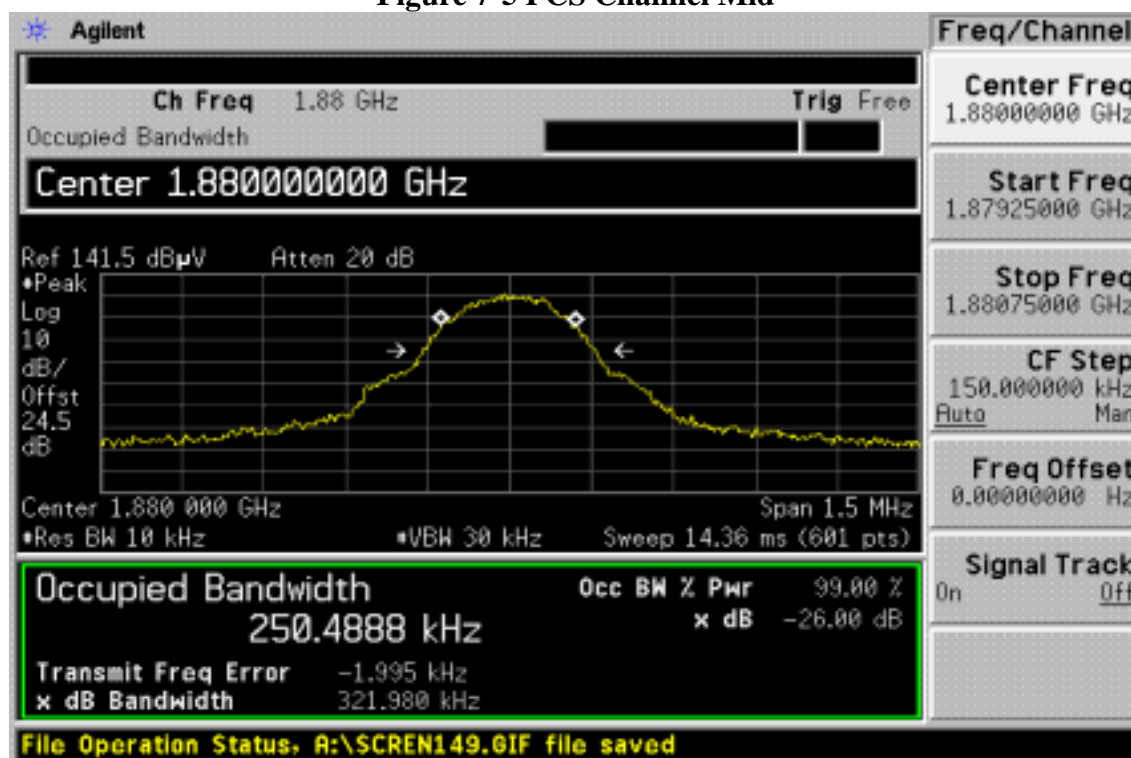 Figure 7-5 PCS Channel Mid
Agilent
Freq/Channel
Ch Freq 1.88 GHz Trig Free
Occupied Bandwidth
Center 1.880000000 GHz
Ref 141.5 dBµV Atten 20 dB
Peak
Log
10
dB/
Offst
24.5
dB
Center 1.880 000 GHz Span 1.5 MHz
Res BW 10 kHz VBW 30 kHz Sweep 14.36 ms (601 pts)
Occupied Bandwidth Occ BW % Pwr 99.00 %
250.4888 kHz x dB -26.00 dB
Transmit Freq Error -1.995 kHz
x dB Bandwidth 321.980 kHz
File Operation Status, A:\SCREN149.GIF file saved
Center Freq
1.88000000 GHz
Start Freq
1.87925000 GHz
Stop Freq
1.88075000 GHz
CF Step
150.000000 kHz
Auto Man
Freq Offset
0.00000000 Hz
Signal Track
On Off